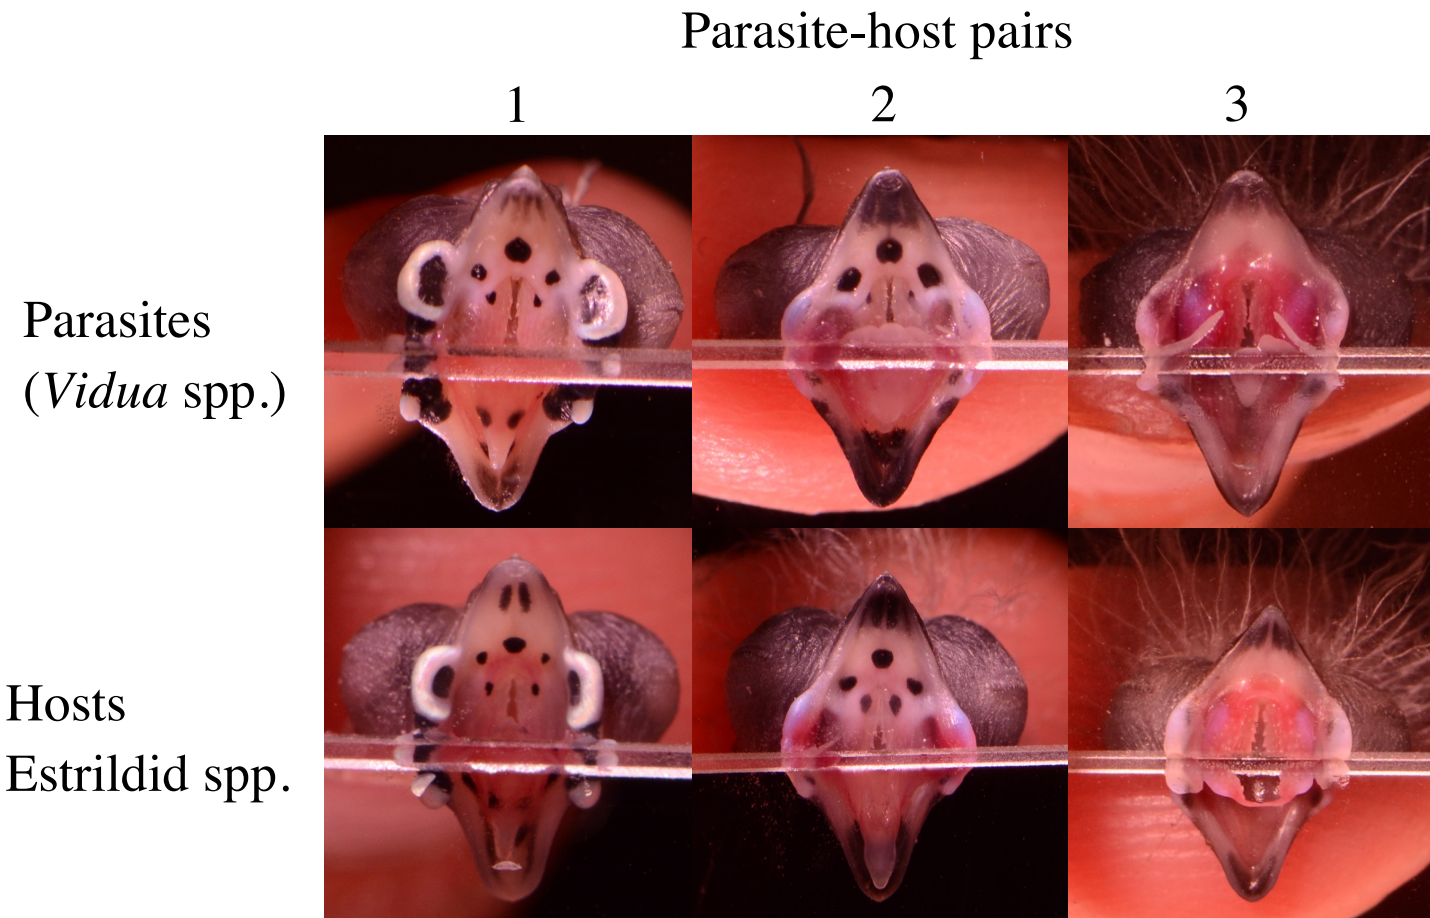 Parasite-host pairs
1 2 3
Parasites
(Vidua spp.)
Hosts
Estrildid spp.